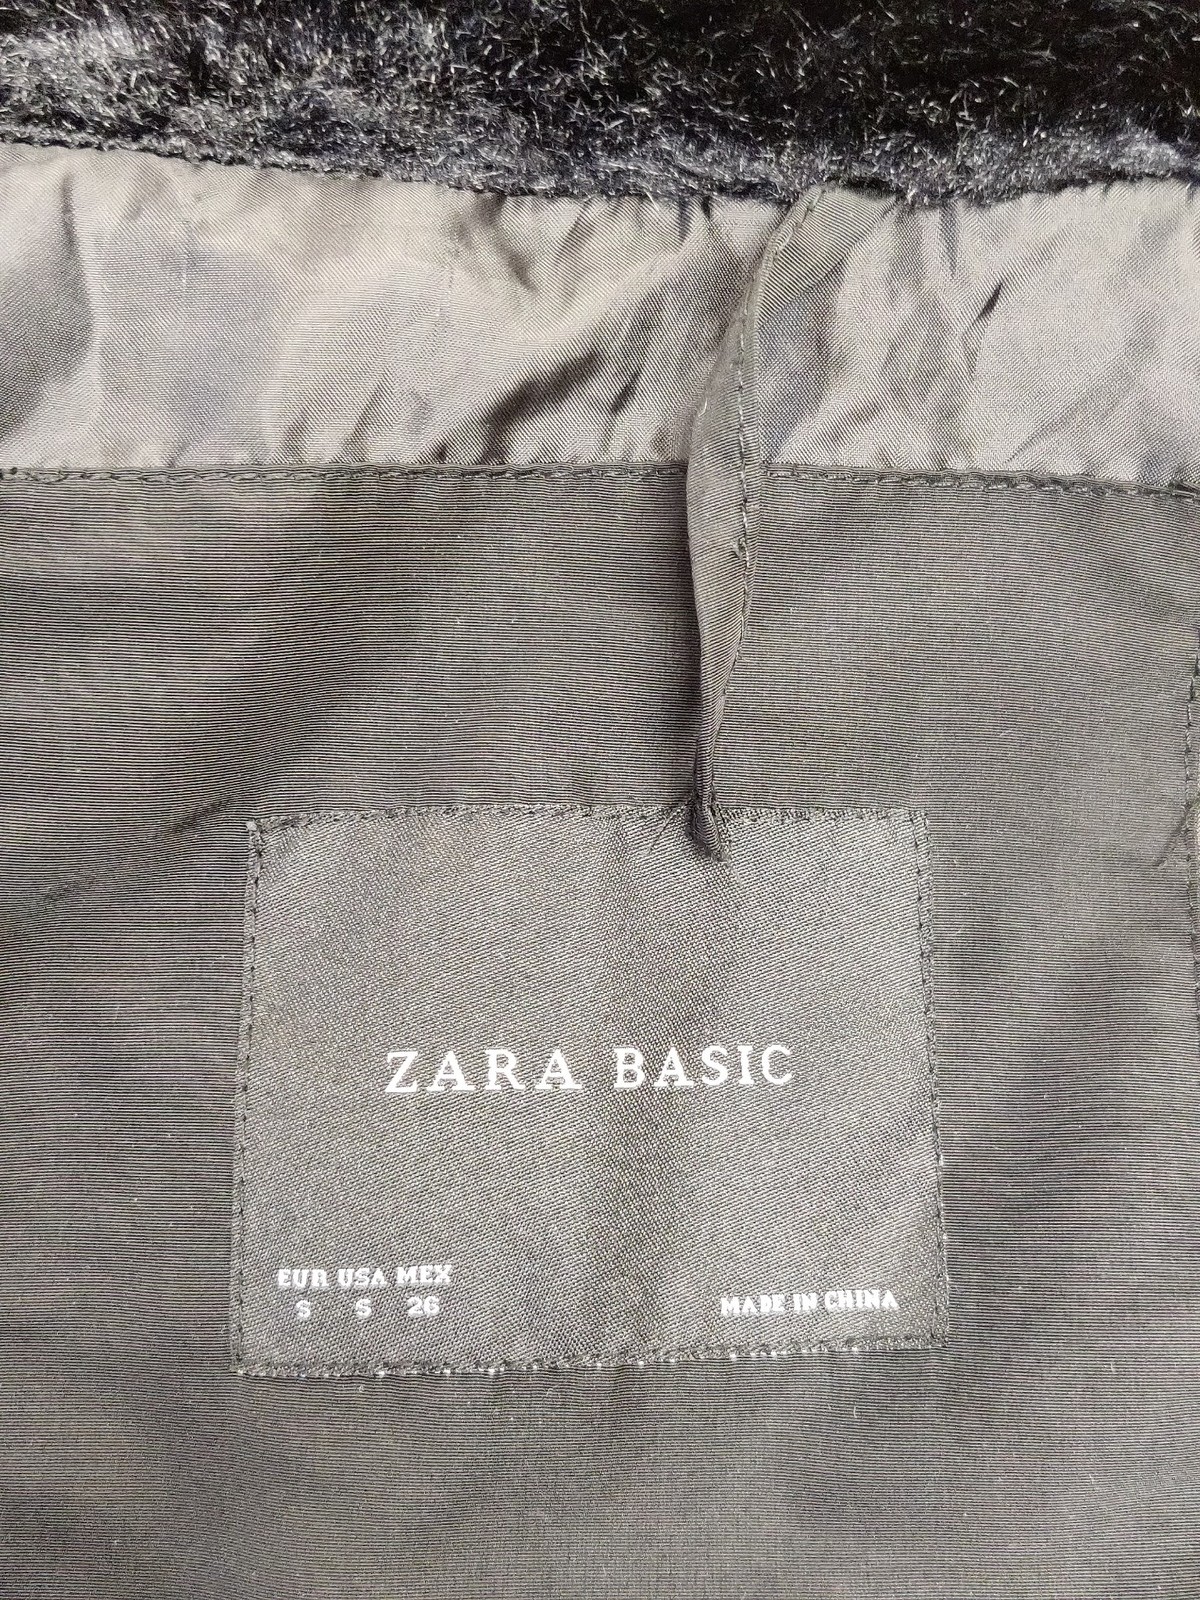 ZARA BASIC
EUR USA MEX
S S 26
MADE IN CHINA